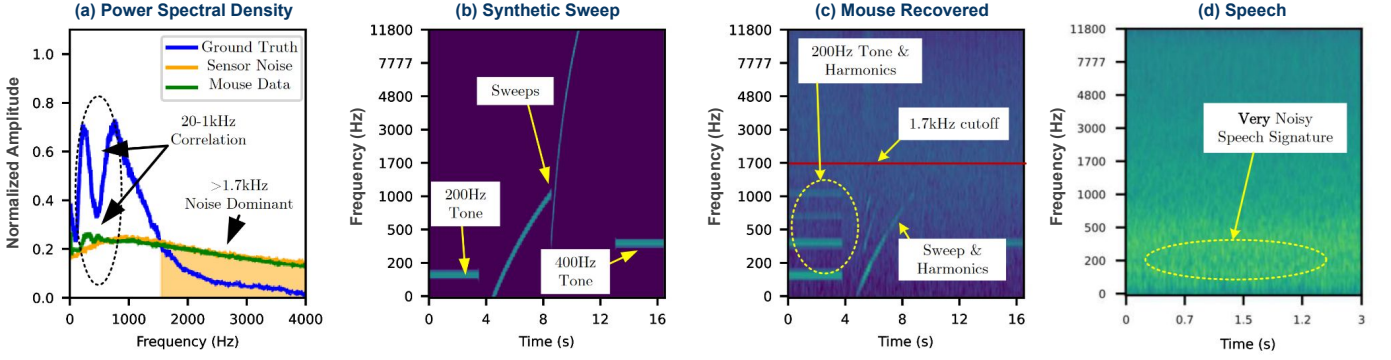 (a) Power Spectral Density
Normalized Amplitude
1.0
0.8
0.6
0.4
0.2
0.0
Ground Truth
Sensor Noise
Mouse Data
20-1kHz
Correlation
>1.7kHz
Noise Dominant
0 1000 2000 3000 4000
Frequency (Hz)
(b) Synthetic Sweep
Frequency (Hz)
11800
7777
4800
3000
1700
1000
500
200
0
Sweeps
200Hz
Tone
400Hz
Tone
0 4 8 12 16
Time (s)
(c) Mouse Recovered
Frequency (Hz)
11800
7777
4800
3000
1700
1000
500
200
0
200Hz Tone &
Harmonics
1.7kHz cutoff
Sweep &
Harmonics
0 4 8 12 16
Time (s)
(d) Speech
Frequency (Hz)
11800
7777
4800
3000
1700
1000
500
200
0
Very Noisy
Speech Signature
0 0.7 1.5 1.2 3
Time (s)